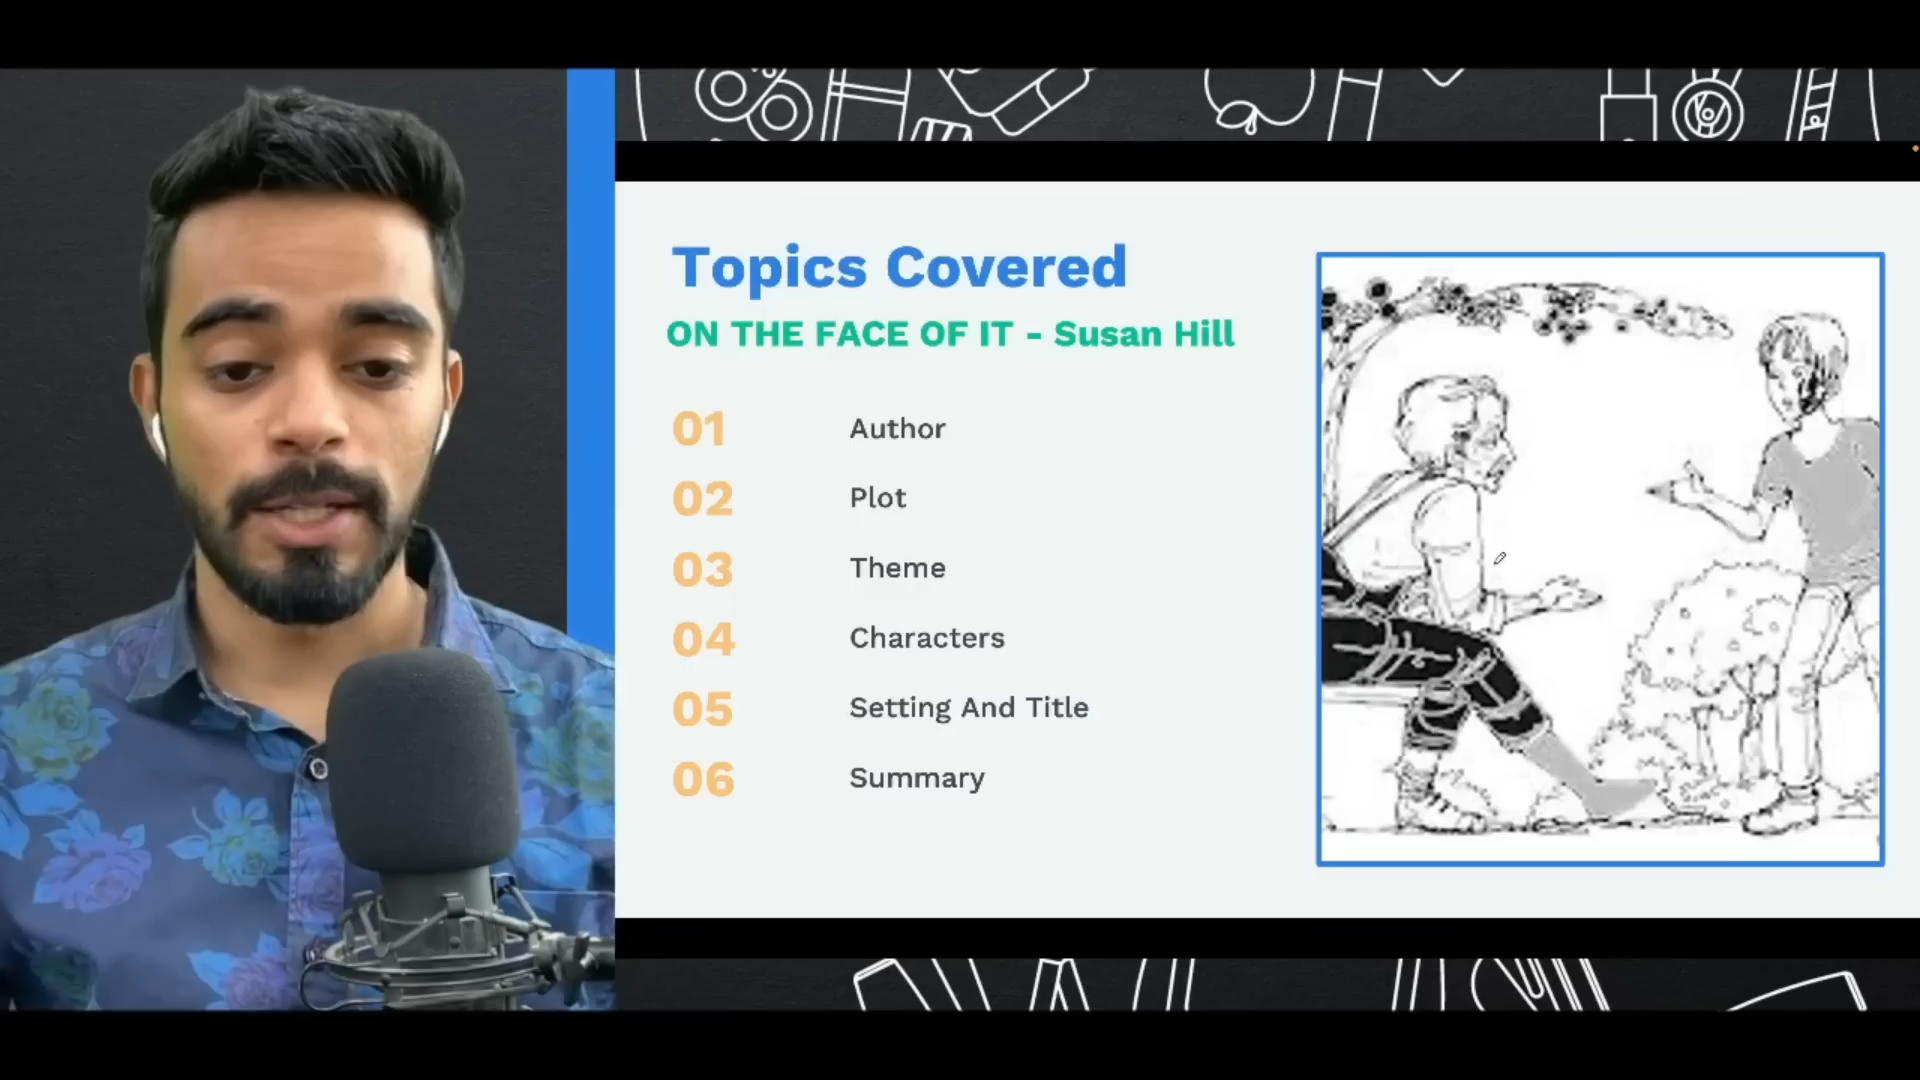 Topics Covered
ON THE FACE OF IT - Susan Hill
01 Author
02 Plot
03 Theme
04 Characters
05 Setting And Title
06 Summary